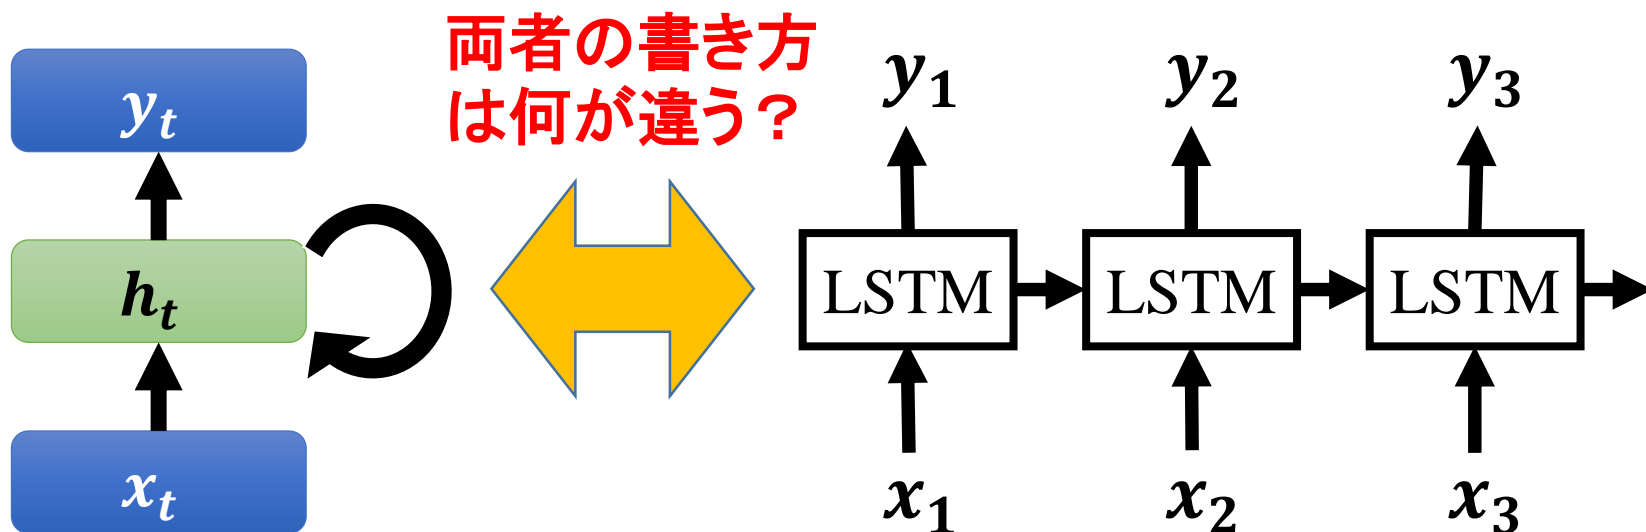 両者の書き方
は何が違う？
y_t
h_t
x_t
y_1 y_2 y_3
LSTM LSTM LSTM
x_1 x_2 x_3